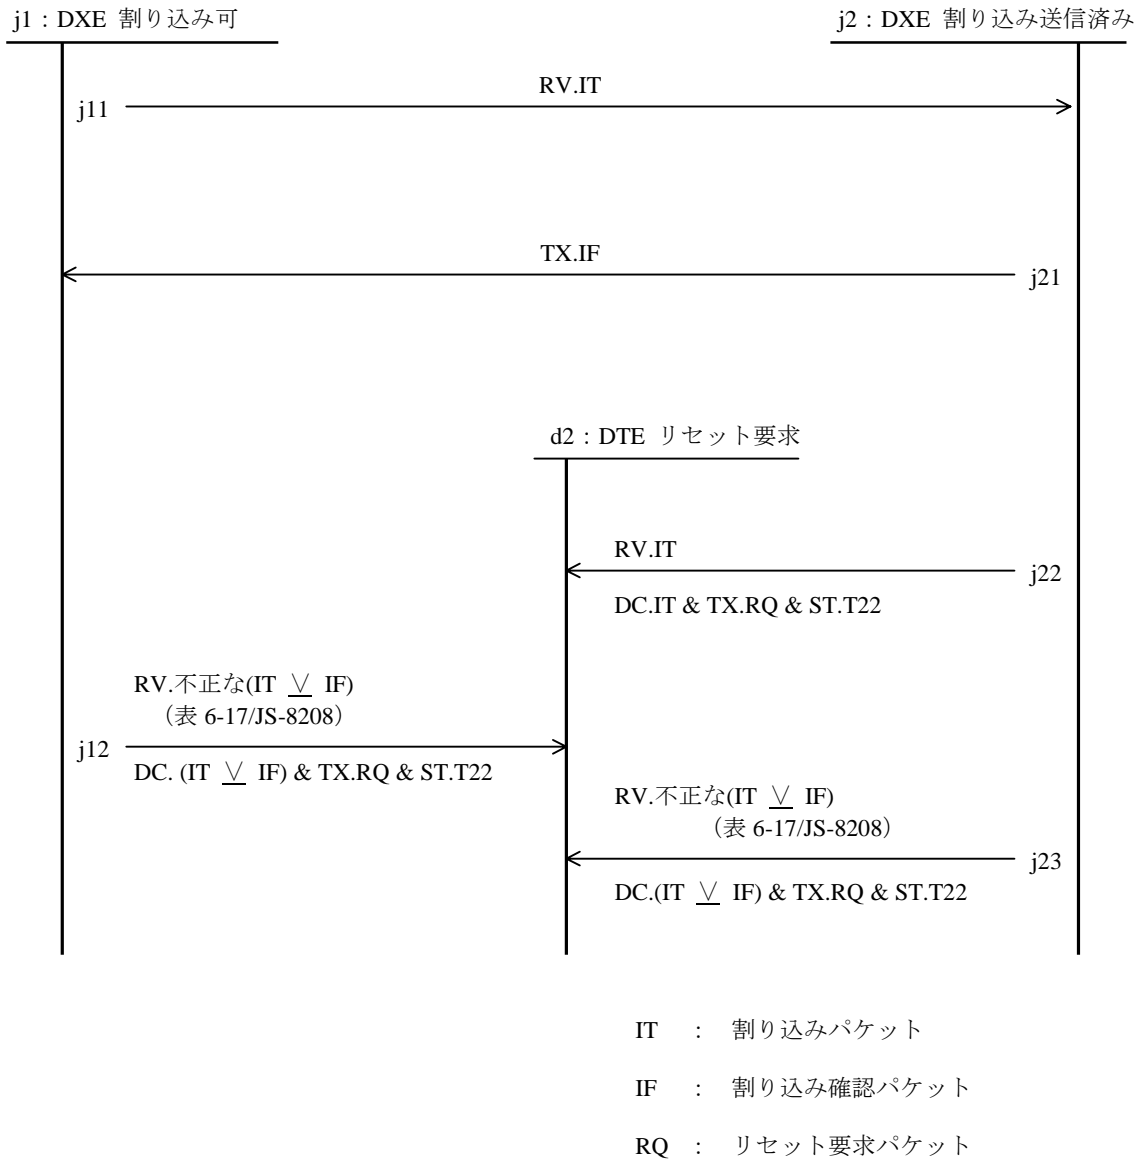 j1：DXE 割り込み可
j2：DXE 割り込み送信済み
RV.IT
j11
TX.IF
j21
d2：DTE リセット要求
RV.IT
j22
DC.IT & TX.RQ & ST.T22
RV.不正な(IT ∨ IF)
（表 6-17/JS-8208）
j12
DC. (IT ∨ IF) & TX.RQ & ST.T22
RV.不正な(IT ∨ IF)
（表 6-17/JS-8208）
j23
DC.(IT ∨ IF) & TX.RQ & ST.T22
IT ： 割り込みパケット
IF ： 割り込み確認パケット
RQ ： リセット要求パケット